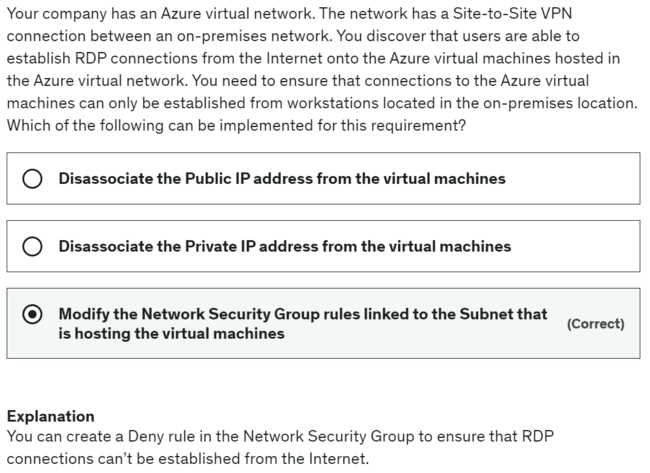 Your company has an Azure virtual network. The network has a Site-to-Site VPN
connection between an on-premises network. You discover that users are able to
establish RDP connections from the Internet onto the Azure virtual machines hosted in
the Azure virtual network. You need to ensure that connections to the Azure virtual
machines can only be established from workstations located in the on-premises location.
Which of the following can be implemented for this requirement?
Disassociate the Public IP address from the virtual machines
Disassociate the Private IP address from the virtual machines
Modify the Network Security Group rules linked to the Subnet that
is hosting the virtual machines
(Correct)
Explanation
You can create a Deny rule in the Network Security Group to ensure that RDP
connections can't be established from the Internet.